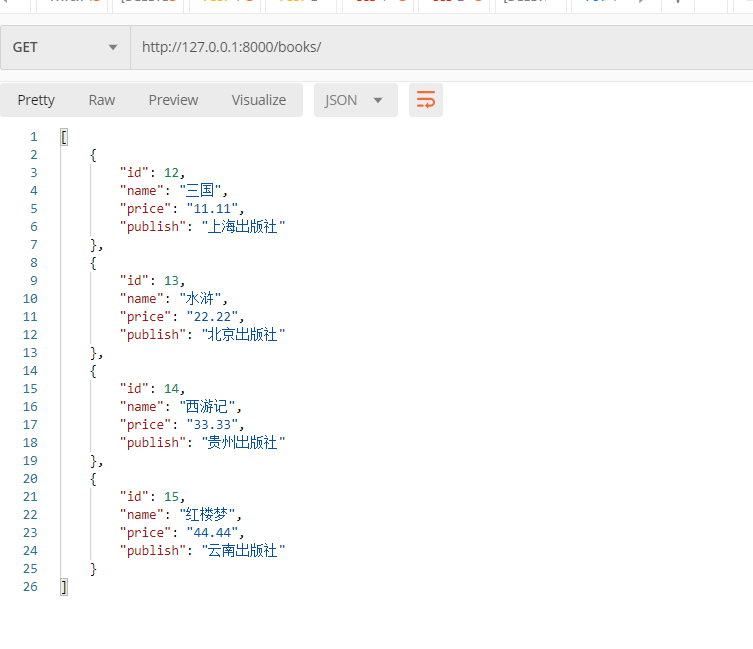 GET http://127.0.0.1:8000/books/
Pretty Raw Preview Visualize JSON
1 [
2 {
3 "id": 12,
4 "name": "三国",
5 "price": "11.11",
6 "publish": "上海出版社"
7 },
8 {
9 "id": 13,
10 "name": "水浒",
11 "price": "22.22",
12 "publish": "北京出版社"
13 },
14 {
15 "id": 14,
16 "name": "西游记",
17 "price": "33.33",
18 "publish": "贵州出版社"
19 },
20 {
21 "id": 15,
22 "name": "红楼梦",
23 "price": "44.44",
24 "publish": "云南出版社"
25 }
26 ]